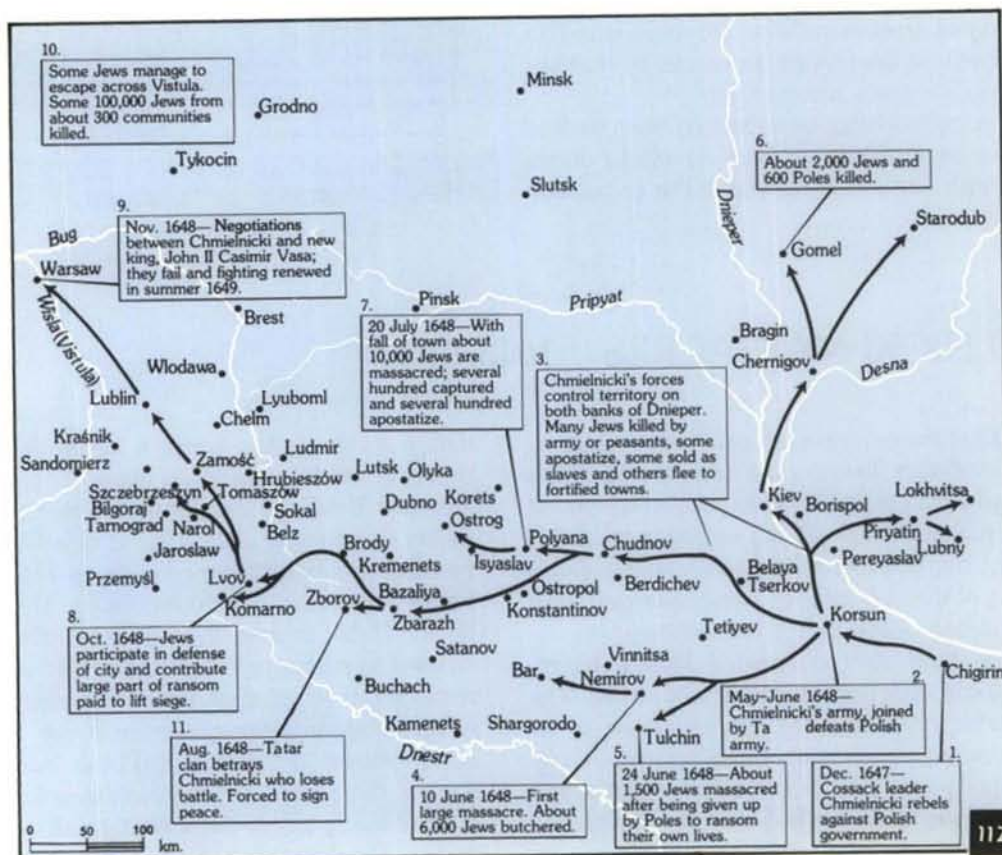 10.
Some Jews manage to
escape across Vistula.
Some 100,000 Jews from
about 300 communities
killed.
Grodno
Minsk
Tykocin
Slutsk
6.
About 2,000 Jews and
600 Poles killed.
Dnieper
Starodub
Gomel
9.
Nov. 1648—Negotiations
between Chmielnicki and new
king, John II Casimir Vasa;
they fail and fighting renewed
in summer 1649.
Bug
Warsaw
Wisla (Vistula)
Brest
Pinsk
Pripyat
Bragin
Chernigov
Desna
7.
20 July 1648—With
fall of town about
10,000 Jews are
massacred; several
hundred captured
and several hundred
apostatize.
3.
Chmielnicki's forces
control territory on
both banks of Dnieper.
Many Jews killed by
army or peasants, some
apostatize, some sold as
slaves and others flee to
fortified towns.
Wlodawa
Lublin
Lyuboml
Chelm
Kraśnik
Ludmir
Sandomierz
Zamość
Hrubieszów
Lutsk
Olyka
Szczebrzeszyn
Tomaszów
Bilgoraj
Sokal
Dubno
Korets
Tarnograd
Narol
Belz
Ostrog
Kiev
Borispol
Lokhvitsa
Piryatin
Lubny
Pereyaslav
Jaroslaw
Brody
Kremenets
Isyaslav
Polyana
Chudnov
Belaya
Tserkov
Przemyśl
Lvov
Komarno
Zborov
Bazaliya
Zbarazh
Ostropol
Konstantinov
Berdichev
Korsun
8.
Oct. 1648—Jews
participate in defense
of city and contribute
large part of ransom
paid to lift siege.
Satanov
Buchach
Tetiyev
Vinnitsa
Bar
Nemirov
Chigirin
Kamenets
Shargorodo
Tulchin
Dnestr
11.
Aug. 1648—Tatar
clan betrays
Chmielnicki who loses
battle. Forced to sign
peace.
4.
10 June 1648—First
large massacre. About
6,000 Jews butchered.
5.
24 June 1648—About
1,500 Jews massacred
after being given up
by Poles to ransom
their own lives.
2.
May–June 1648—
Chmielnicki's army, joined
by Ta defeats Polish
army.
1.
Dec. 1647—
Cossack leader
Chmielnicki rebels
against Polish
government.
0 50 100
km.